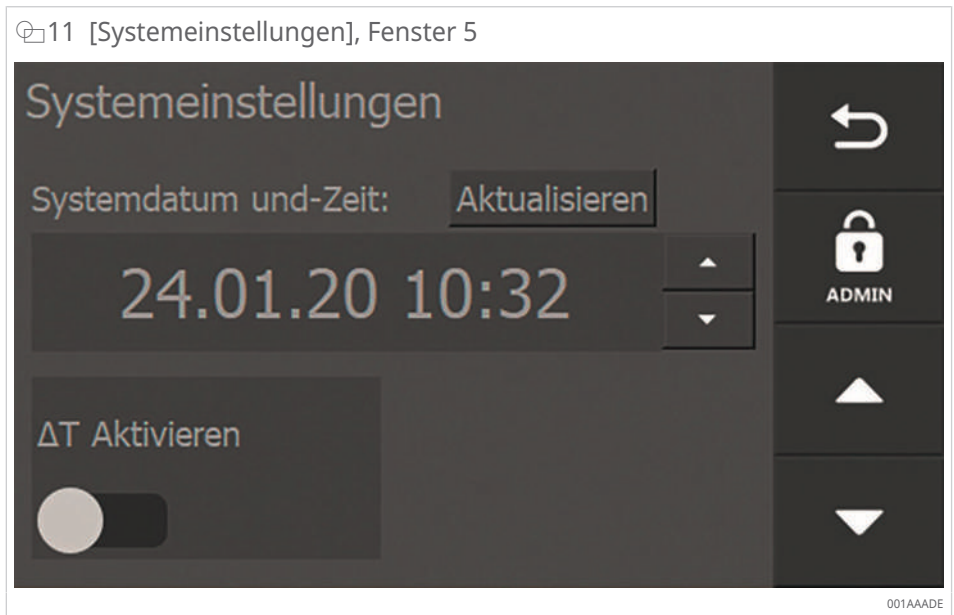 11 [Systemeinstellungen], Fenster 5
Systemeinstellungen
Systemdatum und-Zeit:
Aktualisieren
24.01.20 10:32
ADMIN
ΔT Aktivieren
001AAADE